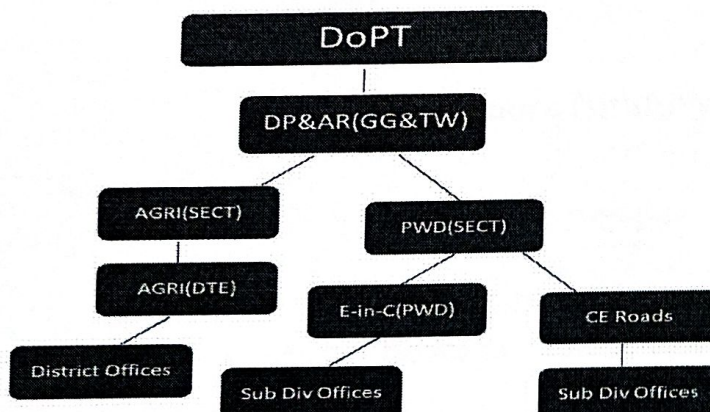 DoPT
DP&AR(GG&TW)
AGRI(SECT)
PWD(SECT)
AGRI(DTE)
E-in-C(PWD)
CE Roads
District Offices
Sub Div Offices
Sub Div Offices